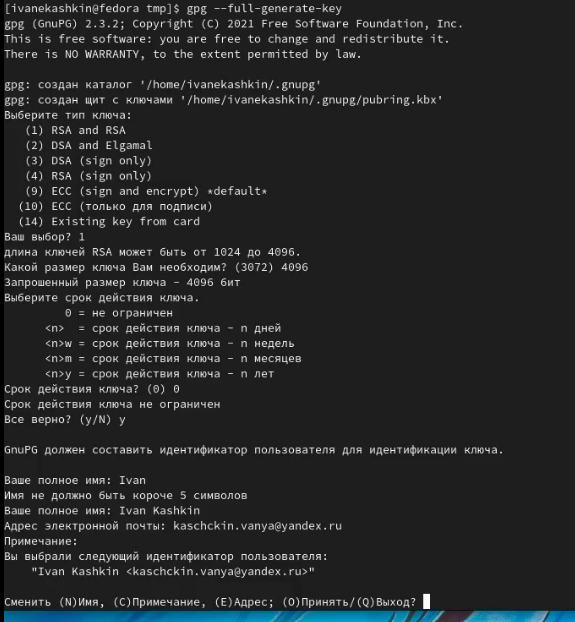 [ivanekashkin@fedora tmp]$ gpg --full-generate-key
gpg (GnuPG) 2.3.2; Copyright (C) 2021 Free Software Foundation, Inc.
This is free software: you are free to change and redistribute it.
There is NO WARRANTY, to the extent permitted by law.

gpg: создан каталог '/home/ivanekashkin/.gnupg'
gpg: создан щит с ключами '/home/ivanekashkin/.gnupg/pubring.kbx'
Выберите тип ключа:
   (1) RSA and RSA
   (2) DSA and Elgamal
   (3) DSA (sign only)
   (4) RSA (sign only)
   (9) ECC (sign and encrypt) *default*
  (10) ECC (только для подписи)
  (14) Existing key from card
Ваш выбор? 1
длина ключей RSA может быть от 1024 до 4096.
Какой размер ключа Вам необходим? (3072) 4096
Запрошенный размер ключа - 4096 бит
Выберите срок действия ключа.
         0 = не ограничен
      <n>  = срок действия ключа - n дней
      <n>w = срок действия ключа - n недель
      <n>m = срок действия ключа - n месяцев
      <n>y = срок действия ключа - n лет
Срок действия ключа? (0) 0
Срок действия ключа не ограничен
Все верно? (y/N) y

GnuPG должен составить идентификатор пользователя для идентификации ключа.

Ваше полное имя: Ivan
Имя не должно быть короче 5 символов
Ваше полное имя: Ivan Kashkin
Адрес электронной почты: kaschckin.vanya@yandex.ru
Примечание:
Вы выбрали следующий идентификатор пользователя:
    "Ivan Kashkin <kaschckin.vanya@yandex.ru>"

Сменить (N)Имя, (C)Примечание, (E)Адрес; (O)Принять/(Q)Выход?